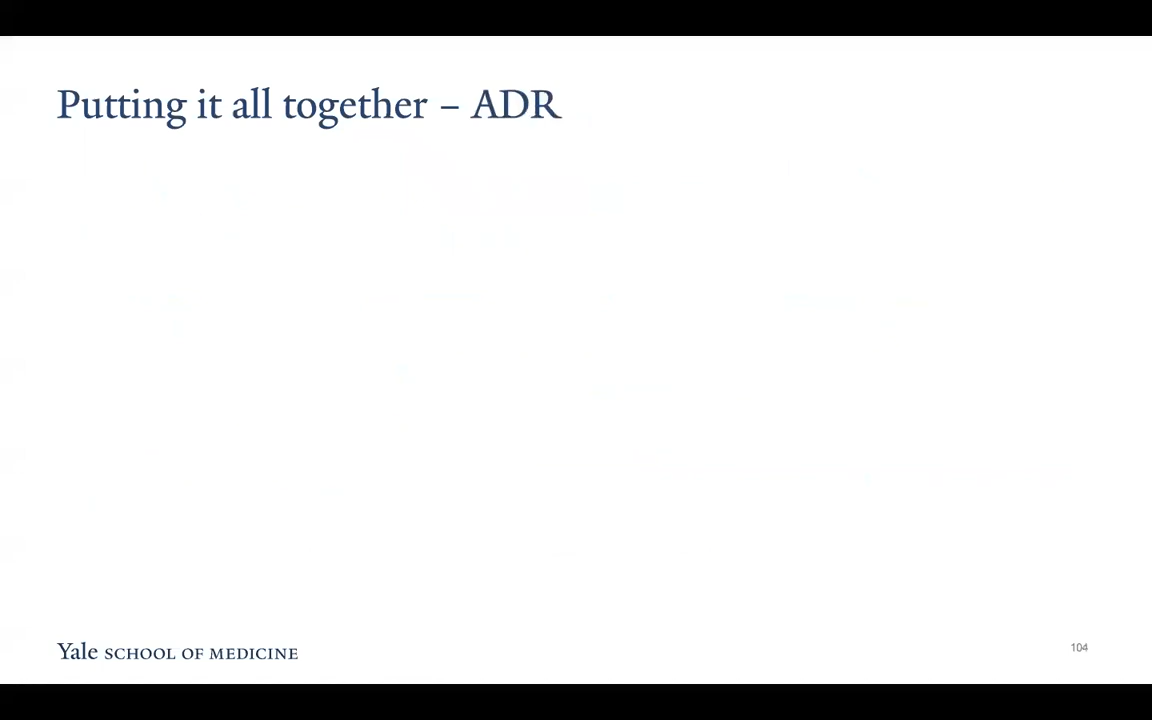 Putting it all together – ADR
Yale SCHOOL OF MEDICINE
104